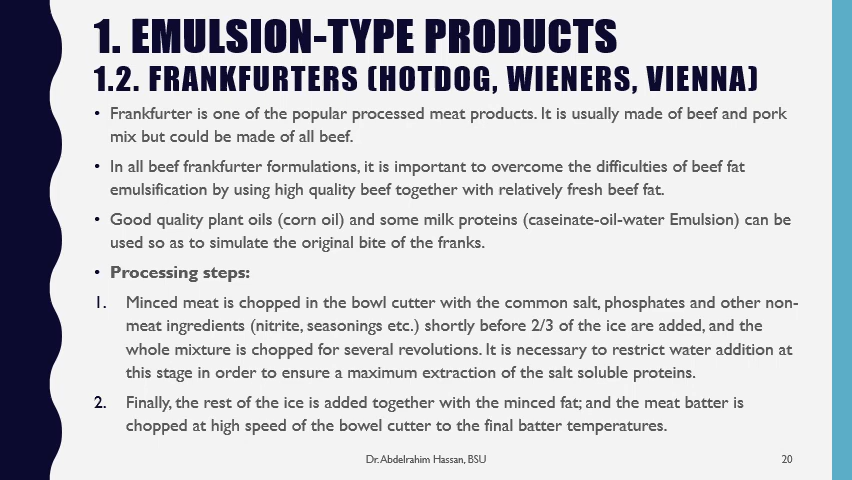 1. EMULSION-TYPE PRODUCTS
1.2. FRANKFURTERS (HOTDOG, WIENERS, VIENNA)
• Frankfurter is one of the popular processed meat products. It is usually made of beef and pork
mix but could be made of all beef.
• In all beef frankfurter formulations, it is important to overcome the difficulties of beef fat
emulsification by using high quality beef together with relatively fresh beef fat.
• Good quality plant oils (corn oil) and some milk proteins (caseinate-oil-water Emulsion) can be
used so as to simulate the original bite of the franks.
• Processing steps:
1. Minced meat is chopped in the bowl cutter with the common salt, phosphates and other non-
meat ingredients (nitrite, seasonings etc.) shortly before 2/3 of the ice are added, and the
whole mixture is chopped for several revolutions. It is necessary to restrict water addition at
this stage in order to ensure a maximum extraction of the salt soluble proteins.
2. Finally, the rest of the ice is added together with the minced fat; and the meat batter is
chopped at high speed of the bowel cutter to the final batter temperatures.
Dr. Abdelrahim Hassan, BSU
20